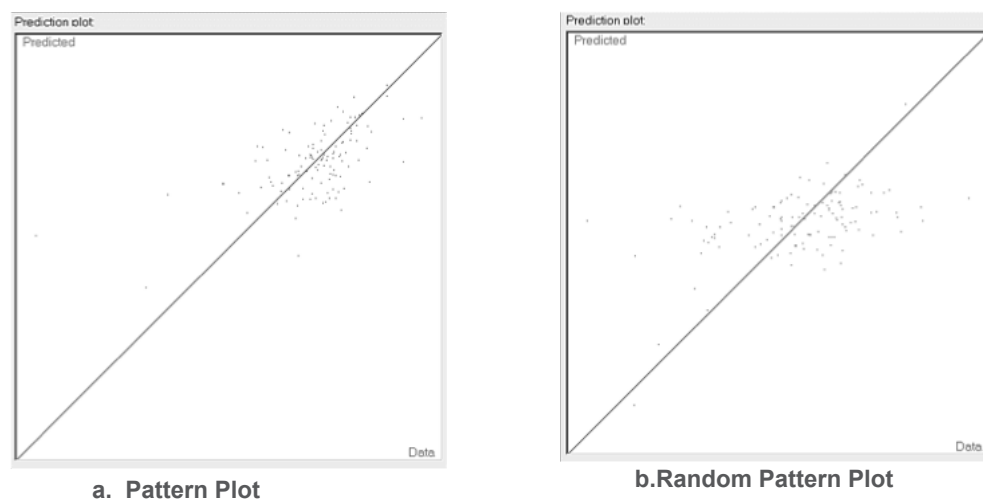 Prediction plot
Predicted
Data
a. Pattern Plot
Prediction plot
Predicted
Data
b.Random Pattern Plot